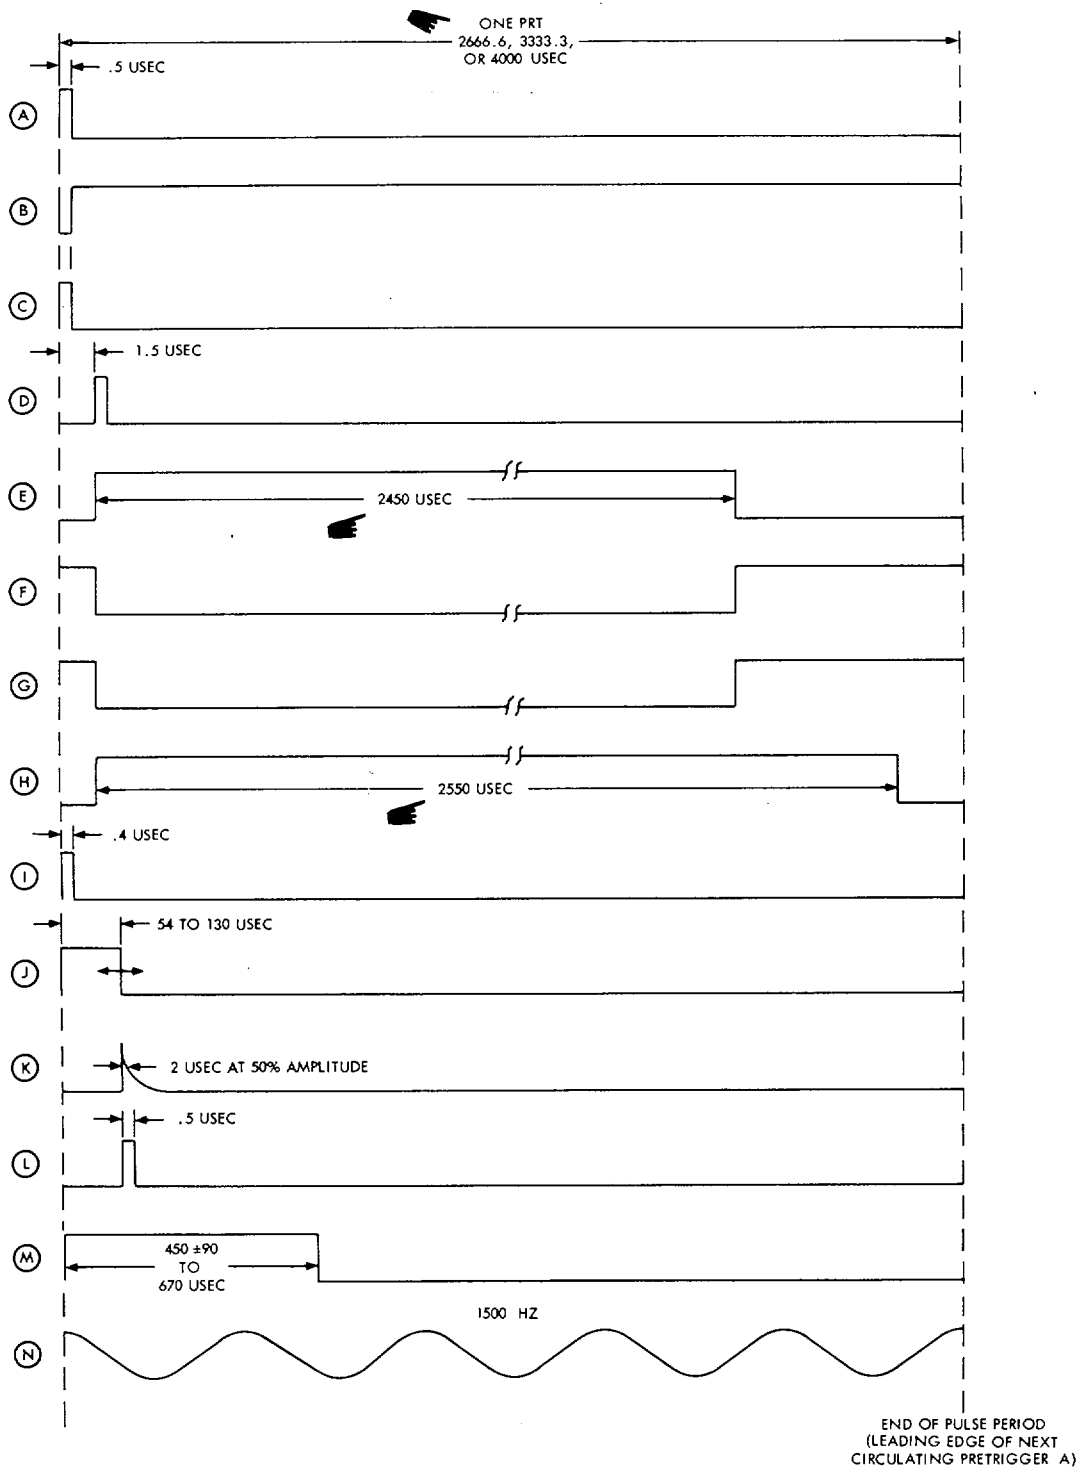 ONE PRT
2666.6, 3333.3,
OR 4000 USEC
.5 USEC
A
B
C
1.5 USEC
D
E
2450 USEC
F
G
H
2550 USEC
.4 USEC
I
54 TO 130 USEC
J
K
2 USEC AT 50% AMPLITUDE
.5 USEC
L
M
450 ±90
TO
670 USEC
1500 HZ
N
END OF PULSE PERIOD
(LEADING EDGE OF NEXT
CIRCULATING PRETRIGGER A)